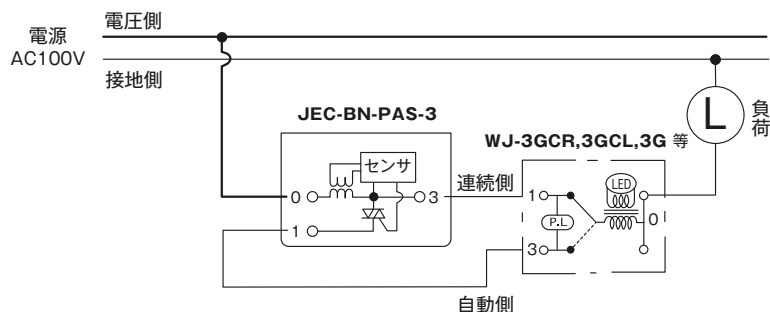 電圧側
電源
AC100V
接地側
JEC-BN-PAS-3
センサ
0
3
1
連続側
自動側
WJ-3GCR,3GCL,3G 等
LED
1
P.L
0
3
L
負荷